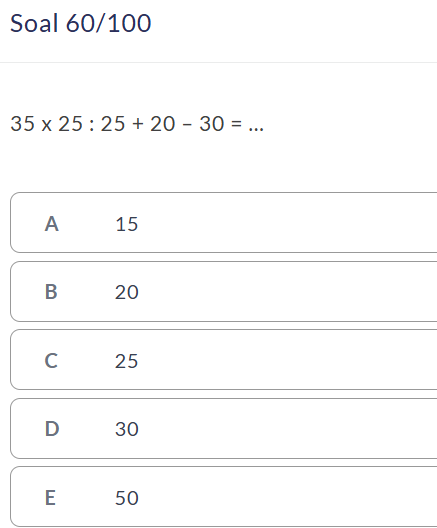 Soal 60/100
35 x 25 : 25 + 20 – 30 = ...
A 15
B 20
C 25
D 30
E 50